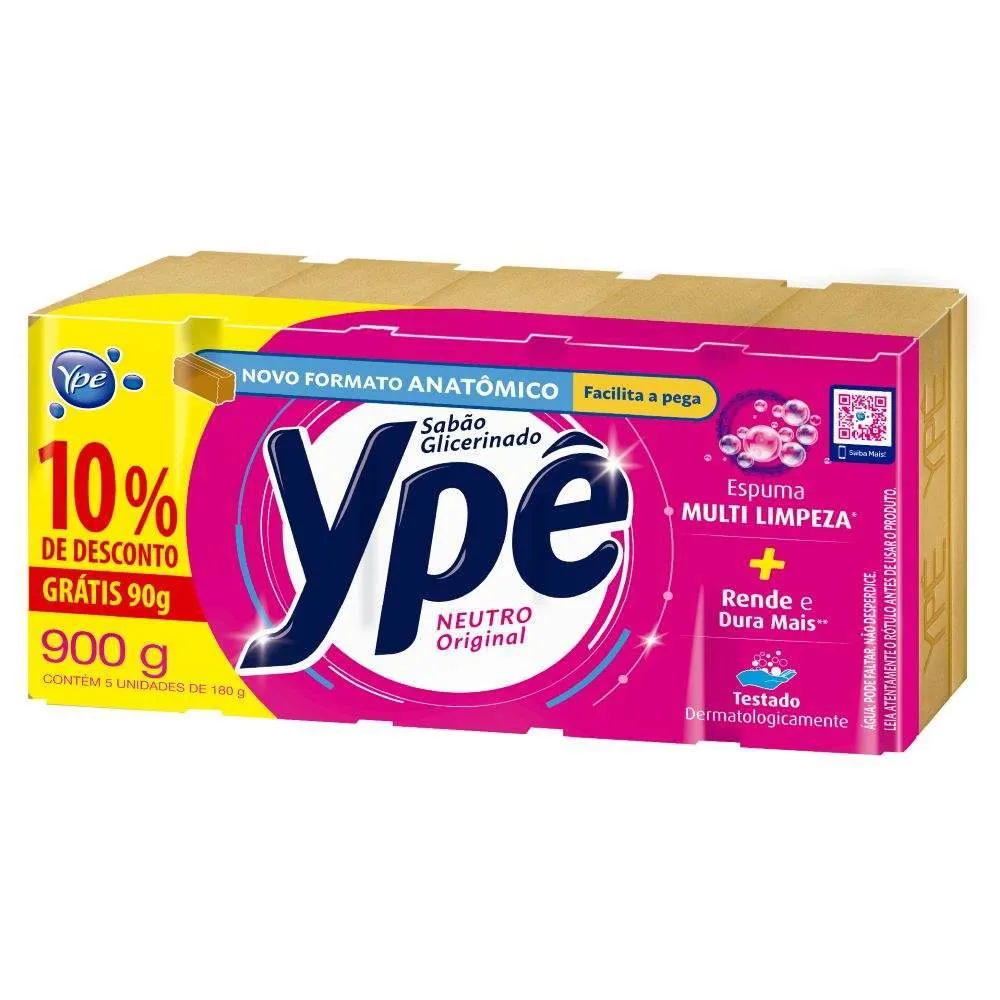 Ypê
10%
DE DESCONTO
GRÁTIS 90g
900 g
CONTÉM 5 UNIDADES DE 180 g
NOVO FORMATO ANATÔMICO
Facilita a pega
Sabão
Glicerinado
Ypê
NEUTRO
Original
Saiba Mais!
Espuma
MULTI LIMPEZA*
+
Rende e
Dura Mais**
Testado
Dermatologicamente
ÁGUA: PODE FALTAR. NÃO DESPERDICE.
LEIA ATENTAMENTE O RÓTULO ANTES DE USAR O PRODUTO.
YPÊ
YPÊ
YPÊ